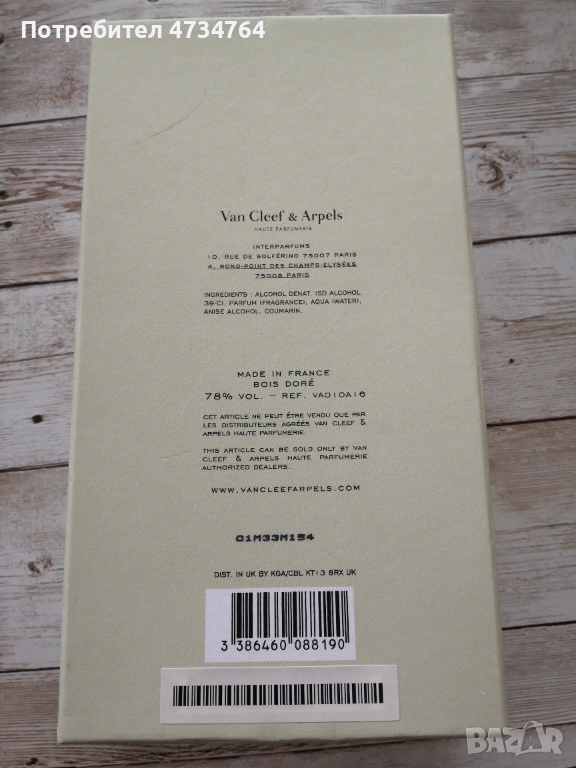 Потребител 4734764
Van Cleef & Arpels
HAUTE PARFUMERIE
INTERPARFUMS
10, RUE DE SOLFÉRINO 75007 PARIS
4, ROND-POINT DES CHAMPS-ELYSÉES
75008 PARIS
INGREDIENTS : ALCOHOL DENAT. (SD ALCOHOL
39-C), PARFUM (FRAGRANCE), AQUA (WATER),
ANISE ALCOHOL, COUMARIN.
MADE IN FRANCE
BOIS DORÉ
78% VOL. – REF. VA010A16
CET ARTICLE NE PEUT ÊTRE VENDU QUE PAR
LES DISTRIBUTEURS AGRÉÉS VAN CLEEF &
ARPELS HAUTE PARFUMERIE.
THIS ARTICLE CAN BE SOLD ONLY BY VAN
CLEEF & ARPELS HAUTE PARFUMERIE
AUTHORIZED DEALERS.
WWW.VANCLEEFARPELS.COM
01M33M154
DIST. IN UK BY KGA/CBL KT13 8RX UK
3 386460 088190
BAZAR